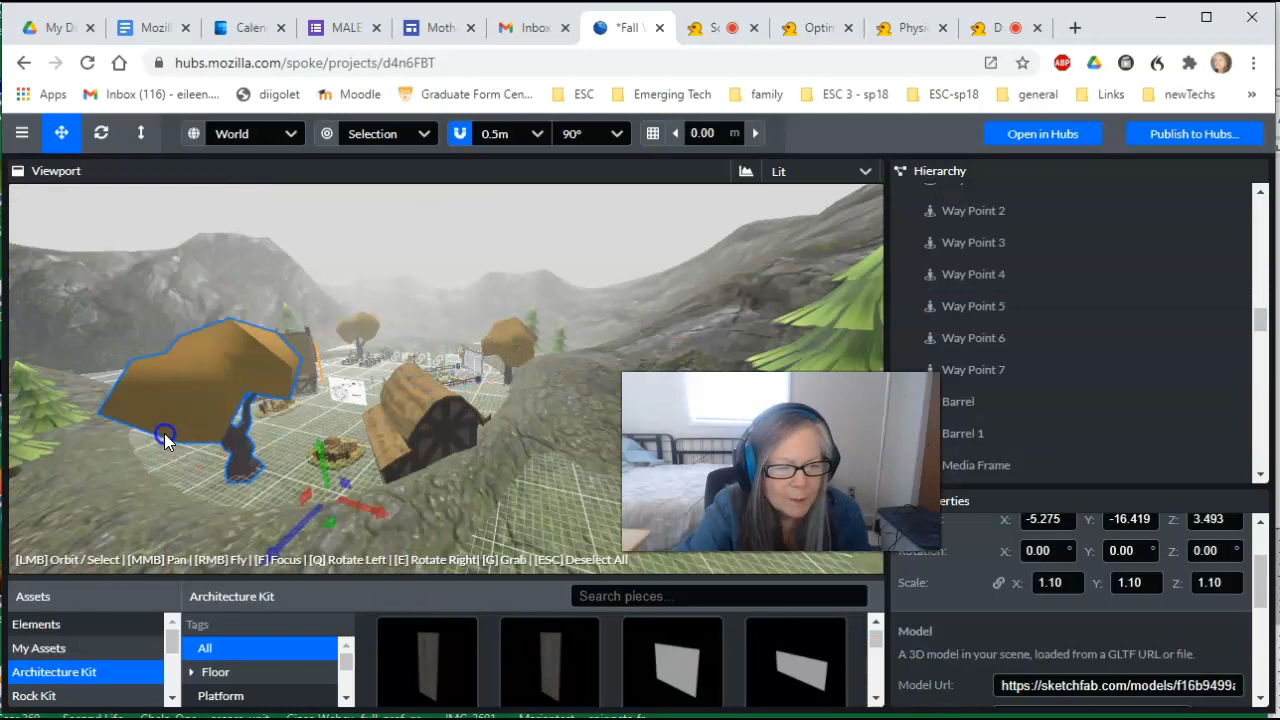 My De
Mozill
Calen
MALE
Moth
Inbox
*Fall V
Sc
Optim
Physi
D
hubs.mozilla.com/spoke/projects/d4n6FBT
Apps
Inbox (116) - eileen....
diigolet
Moodle
Graduate Form Cen...
ESC
Emerging Tech
family
ESC 3 - sp18
ESC-sp18
general
Links
newTechs
»
World
Selection
0.5m
90°
0.00 m
Open in Hubs
Publish to Hubs...
Viewport
Lit
Hierarchy
Way Point 2
Way Point 3
Way Point 4
Way Point 5
Way Point 6
Way Point 7
Barrel
Barrel 1
Media Frame
[LMB] Orbit / Select | [MMB] Pan | [RMB] Fly | [F] Focus | [Q] Rotate Left | [E] Rotate Right | [G] Grab | [ESC] Deselect All
erties
X: -5.275 Y: -16.419 Z: 3.493
Rotation: X: 0.00 ° Y: 0.00 ° Z: 0.00 °
Scale: X: 1.10 Y: 1.10 Z: 1.10
Model
A 3D model in your scene, loaded from a GLTF URL or file.
Model Url: https://sketchfab.com/models/f16b9499a
Assets
Elements
My Assets
Architecture Kit
Rock Kit
Architecture Kit
Search pieces...
Tags
All
Floor
Platform